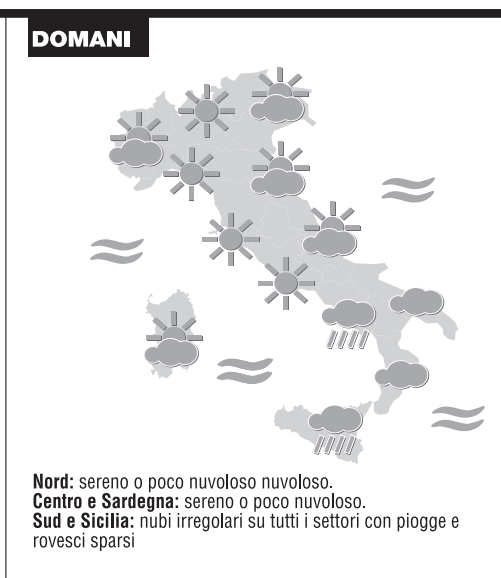 DOMANI
Nord: sereno o poco nuvoloso nuvoloso.
Centro e Sardegna: sereno o poco nuvoloso.
Sud e Sicilia: nubi irregolari su tutti i settori con piogge e
rovesci sparsi